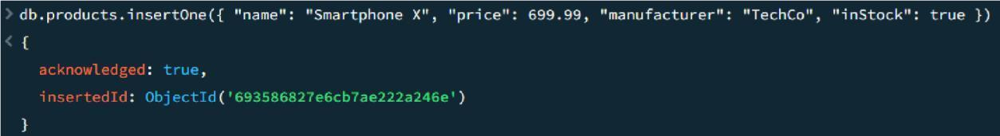 > db.products.insertOne({ "name": "Smartphone X", "price": 699.99, "manufacturer": "TechCo", "inStock": true })
< {
acknowledged: true,
insertedId: ObjectId('693586827e6cb7ae222a246e')
}